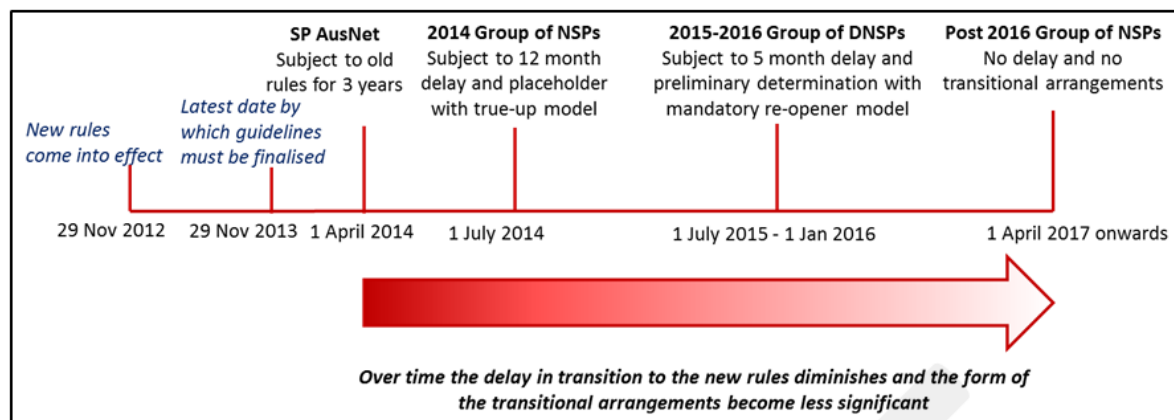 SP AusNet
Subject to old
rules for 3 years
2014 Group of NSPs
Subject to 12 month
delay and placeholder
with true-up model
2015-2016 Group of DNSPs
Subject to 5 month delay and
preliminary determination with
mandatory re-opener model
Post 2016 Group of NSPs
No delay and no
transitional arrangements
New rules
come into effect
Latest date by
which guidelines
must be finalised
29 Nov 2012
29 Nov 2013
1 April 2014
1 July 2014
1 July 2015 - 1 Jan 2016
1 April 2017 onwards
Over time the delay in transition to the new rules diminishes and the form of
the transitional arrangements become less significant